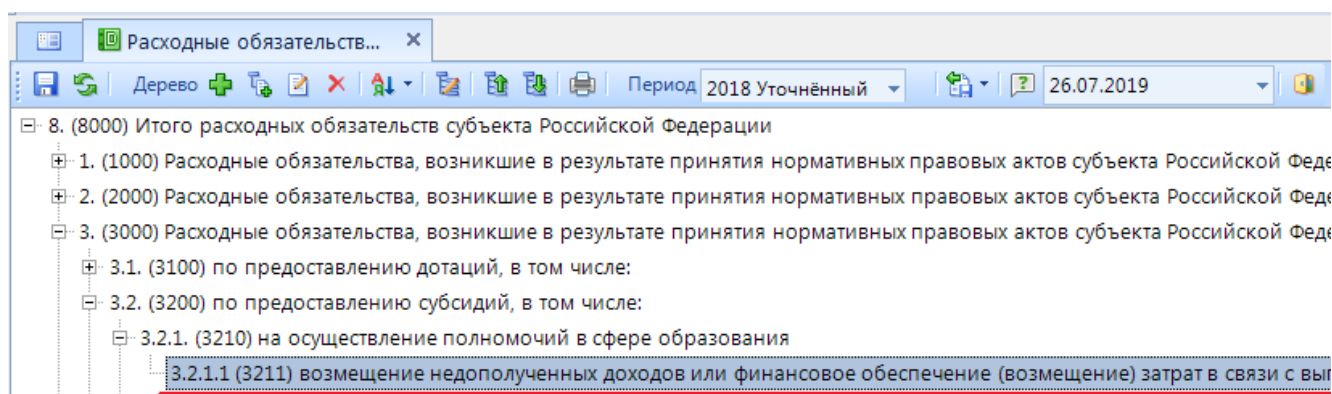 Расходные обязательств...
Дерево Период 2018 Уточнённый 26.07.2019
8. (8000) Итого расходных обязательств субъекта Российской Федерации
1. (1000) Расходные обязательства, возникшие в результате принятия нормативных правовых актов субъекта Российской
2. (2000) Расходные обязательства, возникшие в результате принятия нормативных правовых актов субъекта Российской
3. (3000) Расходные обязательства, возникшие в результате принятия нормативных правовых актов субъекта Российской
3.1. (3100) по предоставлению дотаций, в том числе:
3.2. (3200) по предоставлению субсидий, в том числе:
3.2.1. (3210) на осуществление полномочий в сфере образования
3.2.1.1 (3211) возмещение недополученных доходов или финансовое обеспечение (возмещение) затрат в связи с